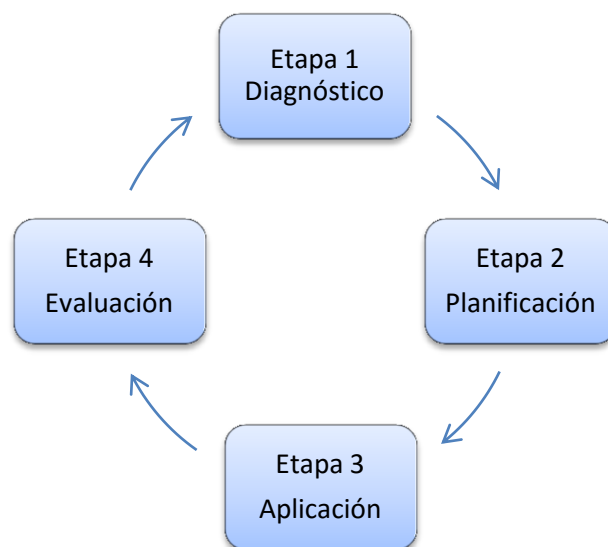 Etapa 1
Diagnóstico
Etapa 2
Planificación
Etapa 3
Aplicación
Etapa 4
Evaluación